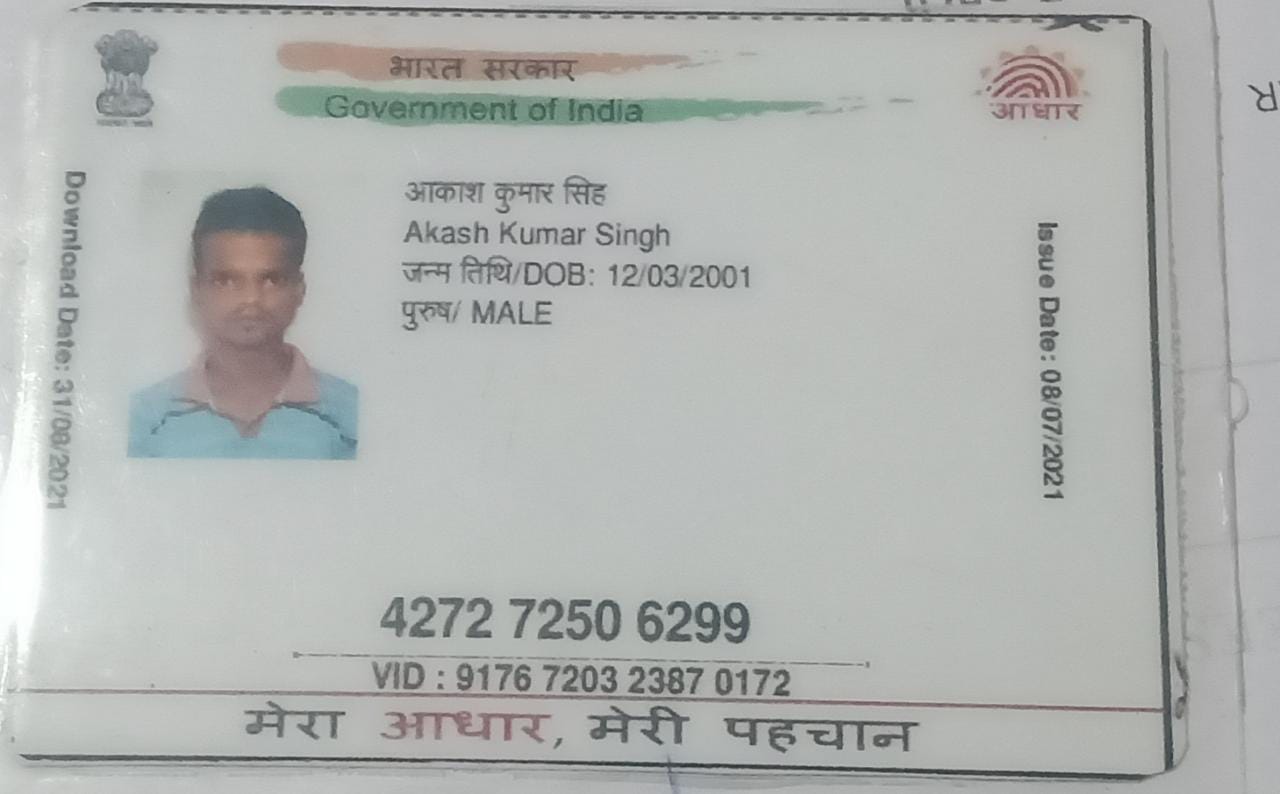 भारत सरकार
Government of India
आधार
आकाश कुमार सिंह
Akash Kumar Singh
जन्म तिथि/DOB: 12/03/2001
पुरुष/ MALE
Download Date: 31/08/2021
Issue Date: 08/07/2021
4272 7250 6299
VID : 9176 7203 2387 0172
मेरा आधार, मेरी पहचान